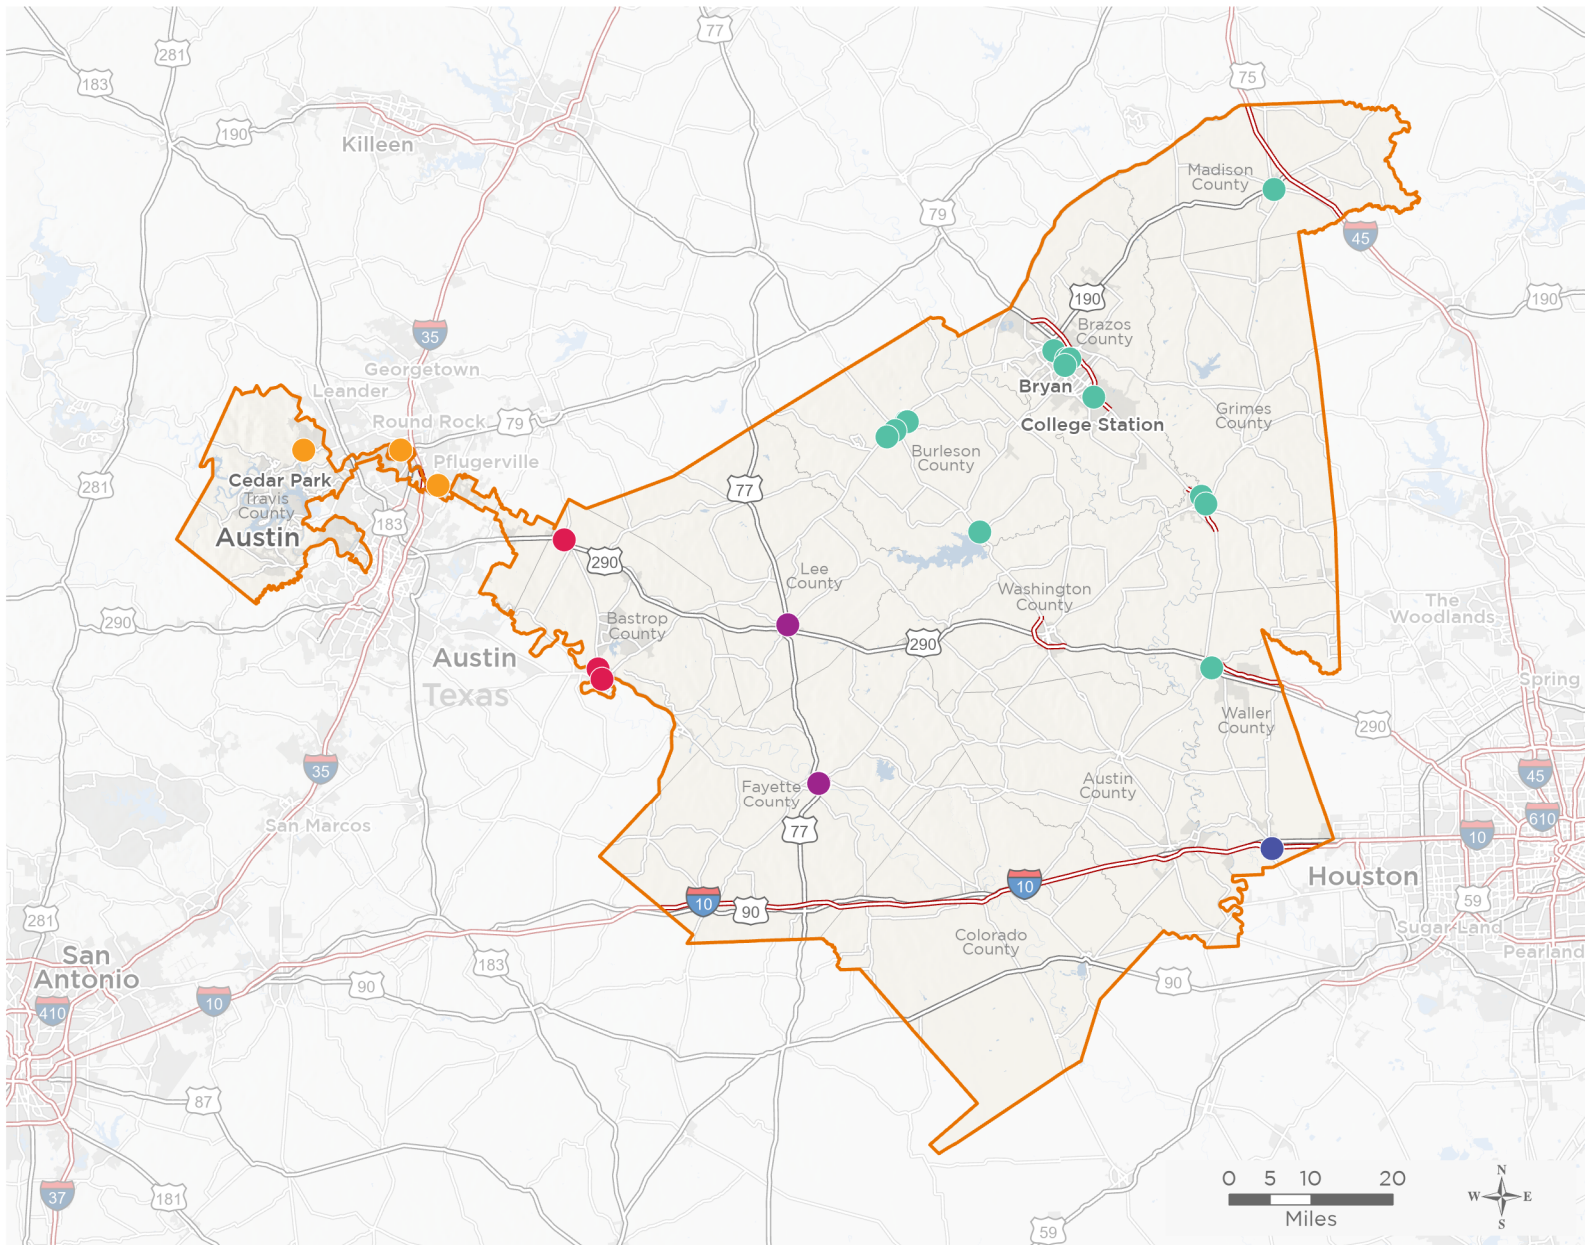 77
281
75
183
190
Killeen
Madison
County
79
45
190
190
35
Brazos
County
Georgetown
Leander
Bryan
Round Rock
79
Grimes
County
College Station
Pflugerville
Burleson
County
Cedar Park
281
77
Travis
County
183
Austin
290
Lee
County
Washington
County
The
Woodlands
290
Bastrop
County
290
Austin
Texas
Spring
Waller
County
290
35
45
Fayette
County
Austin
County
San Marcos
77
610
10
Houston
10
10
90
59
281
Sugar Land
Colorado
County
San
Antonio
183
Pearland
90
90
10
410
87
0 5 10 20
Miles
N
W E
S
37
181
59